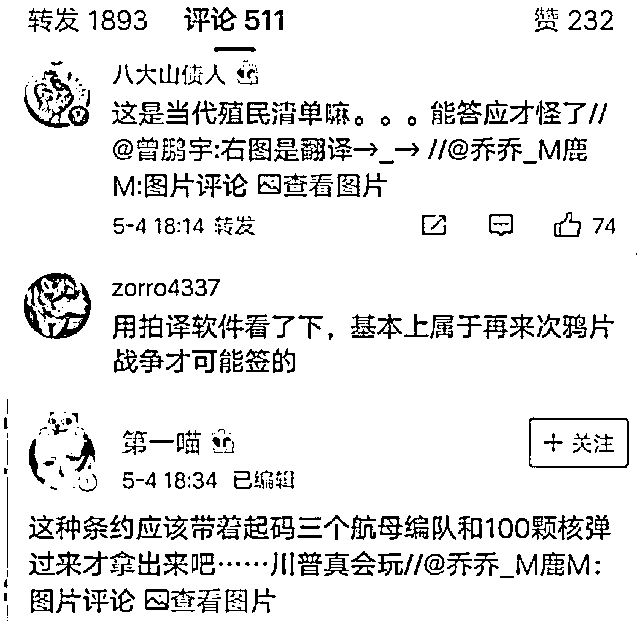 转发 1893 评论 511 赞 232
八大山债人
这是当代殖民清单嘛。。。能答应才怪了//
@曾鹏宇:右图是翻译→_→ //@乔乔_M鹿
M:图片评论 查看图片
5-4 18:14 转发 74
zorro4337
用拍译软件看了下，基本上属于再来次鸦片
战争才可能签的
第一喵
+ 关注
5-4 18:34 已编辑
这种条约应该带着起码三个航母编队和100颗核弹
过来才拿出来吧……川普真会玩//@乔乔_M鹿M：
图片评论 查看图片